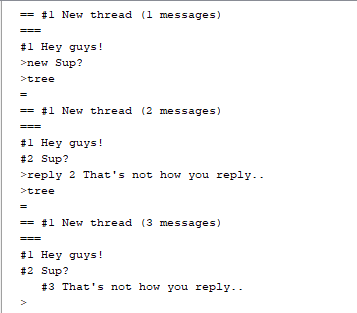 == #1 New thread (1 messages)
===
#1 Hey guys!
>new Sup?
>tree
=
== #1 New thread (2 messages)
===
#1 Hey guys!
#2 Sup?
>reply 2 That's not how you reply..
>tree
=
== #1 New thread (3 messages)
===
#1 Hey guys!
#2 Sup?
   #3 That's not how you reply..
>